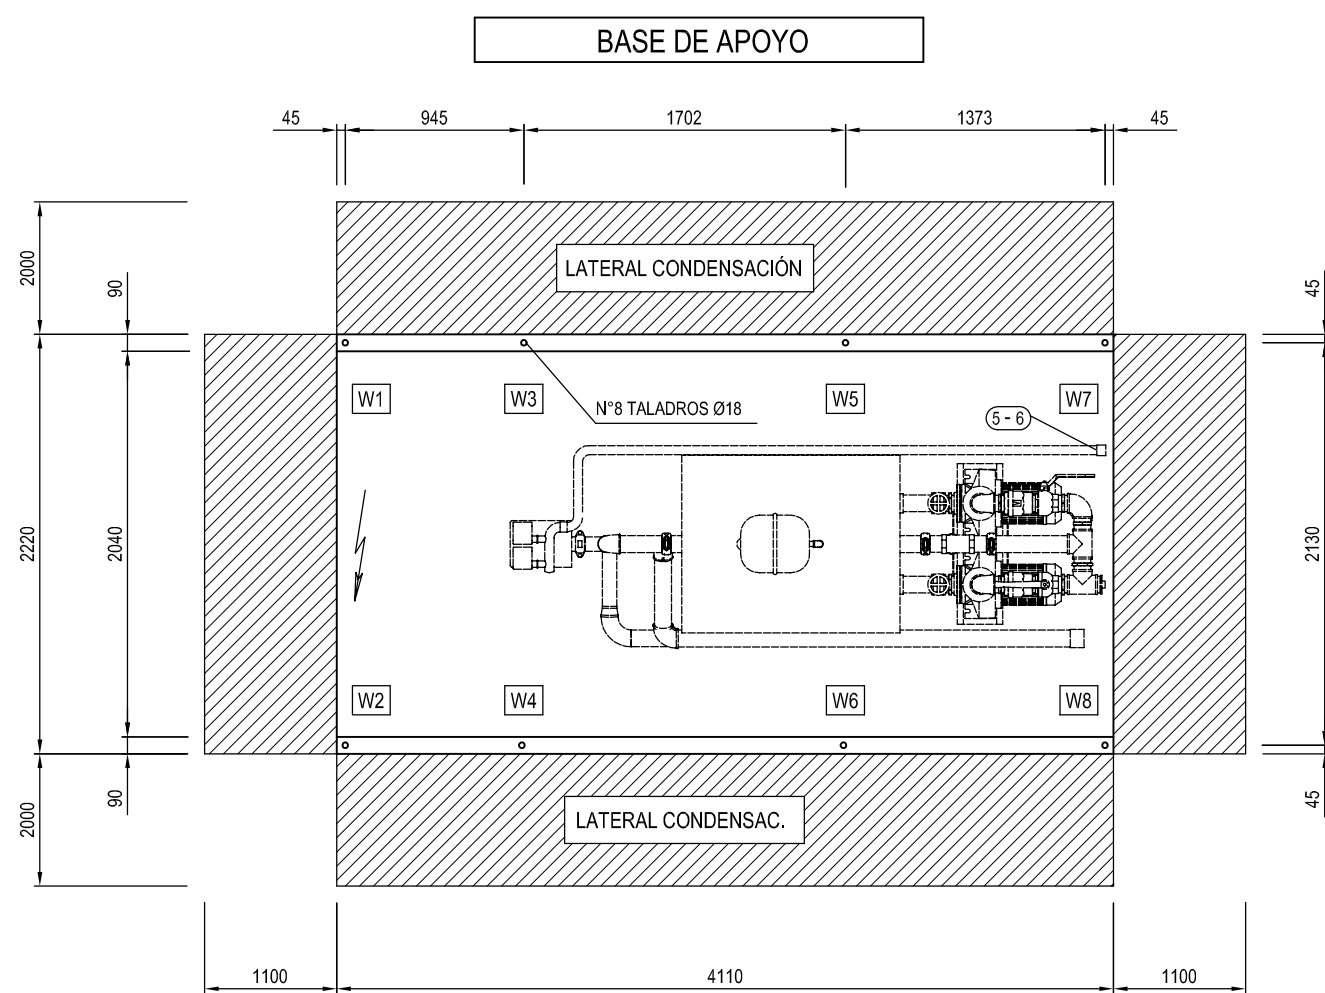 BASE DE APOYO
45 945 1702 1373 45
2000
90
45
LATERAL CONDENSACIÓN
W1 W3 W5 W7
N°8 TALADROS Ø18
5 - 6
2220
2040
2130
W2 W4 W6 W8
2000
90
45
LATERAL CONDENSAC.
1100 4110 1100